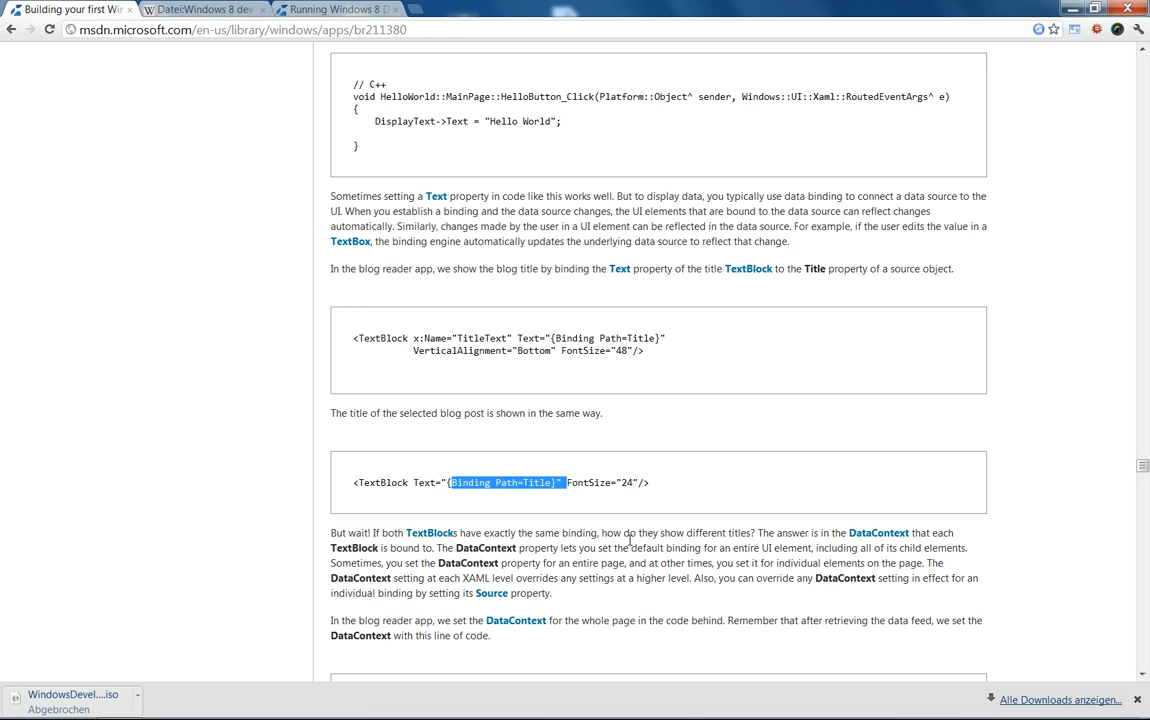 Building your first Wir
Datei:Windows 8 dev
Running Windows 8 D
msdn.microsoft.com/en-us/library/windows/apps/br211380
// C++
void HelloWorld::MainPage::HelloButton_Click(Platform::Object^ sender, Windows::UI::Xaml::RoutedEventArgs^ e)
{
DisplayText->Text = "Hello World";
}
Sometimes setting a Text property in code like this works well. But to display data, you typically use data binding to connect a data source to the
UI. When you establish a binding and the data source changes, the UI elements that are bound to the data source can reflect changes
automatically. Similarly, changes made by the user in a UI element can be reflected in the data source. For example, if the user edits the value in a
TextBox, the binding engine automatically updates the underlying data source to reflect that change.
In the blog reader app, we show the blog title by binding the Text property of the title TextBlock to the Title property of a source object.
<TextBlock x:Name="TitleText" Text="{Binding Path=Title}"
VerticalAlignment="Bottom" FontSize="48"/>
The title of the selected blog post is shown in the same way.
<TextBlock Text="{Binding Path=Title}" FontSize="24"/>
But wait! If both TextBlocks have exactly the same binding, how do they show different titles? The answer is in the DataContext that each
TextBlock is bound to. The DataContext property lets you set the default binding for an entire UI element, including all of its child elements.
Sometimes, you set the DataContext property for an entire page, and at other times, you set it for individual elements on the page. The
DataContext setting at each XAML level overrides any settings at a higher level. Also, you can override any DataContext setting in effect for an
individual binding by setting its Source property.
In the blog reader app, we set the DataContext for the whole page in the code behind. Remember that after retrieving the data feed, we set the
DataContext with this line of code.
WindowsDevel....iso
Abgebrochen
Alle Downloads anzeigen...